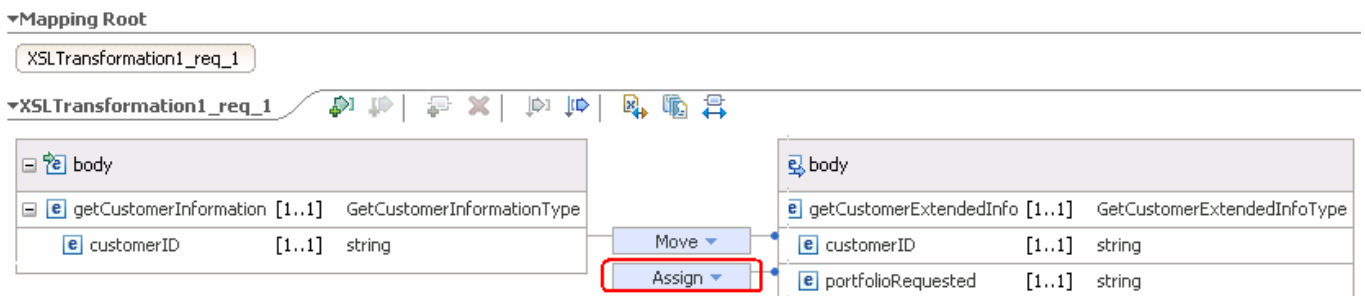 Mapping Root
XSLTransformation1_req_1
XSLTransformation1_req_1
body body
getCustomerInformation [1..1] GetCustomerInformationType getCustomerExtendedInfo [1..1] GetCustomerExtendedInfoType
customerID [1..1] string Move customerID [1..1] string
Assign portfolioRequested [1..1] string